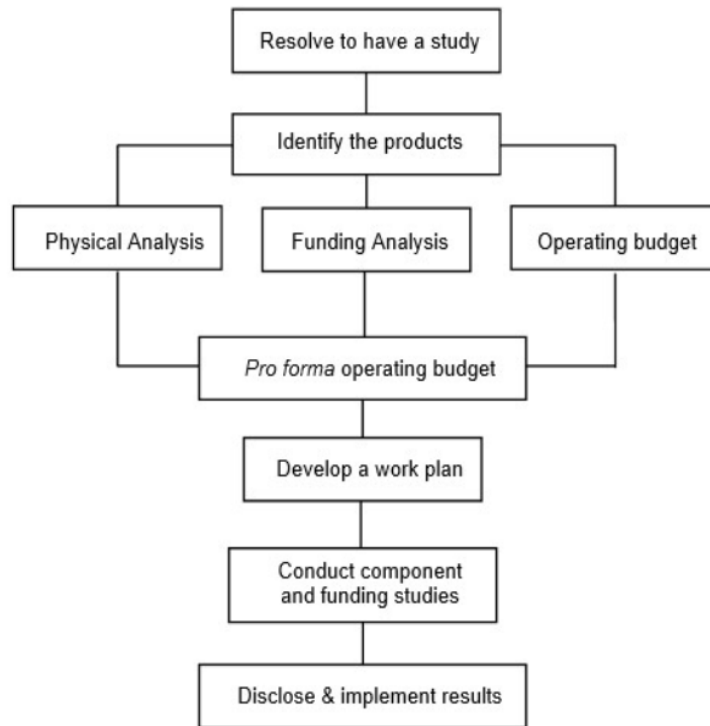 Resolve to have a study
Identify the products
Physical Analysis
Funding Analysis
Operating budget
Pro forma operating budget
Develop a work plan
Conduct component
and funding studies
Disclose & implement results